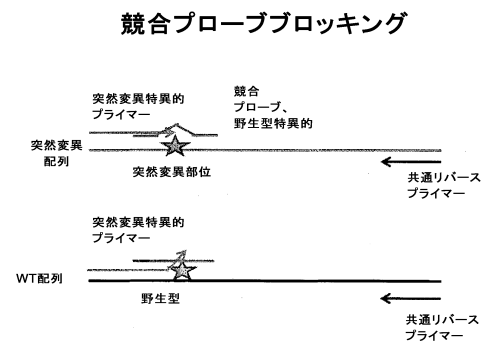 競合プローブブロッキング
突然変異特異的
プライマー
競合
プローブ、
野生型特異的
突然変異
配列
突然変異部位
共通リバース
プライマー
突然変異特異的
プライマー
WT配列
野生型
共通リバース
プライマー